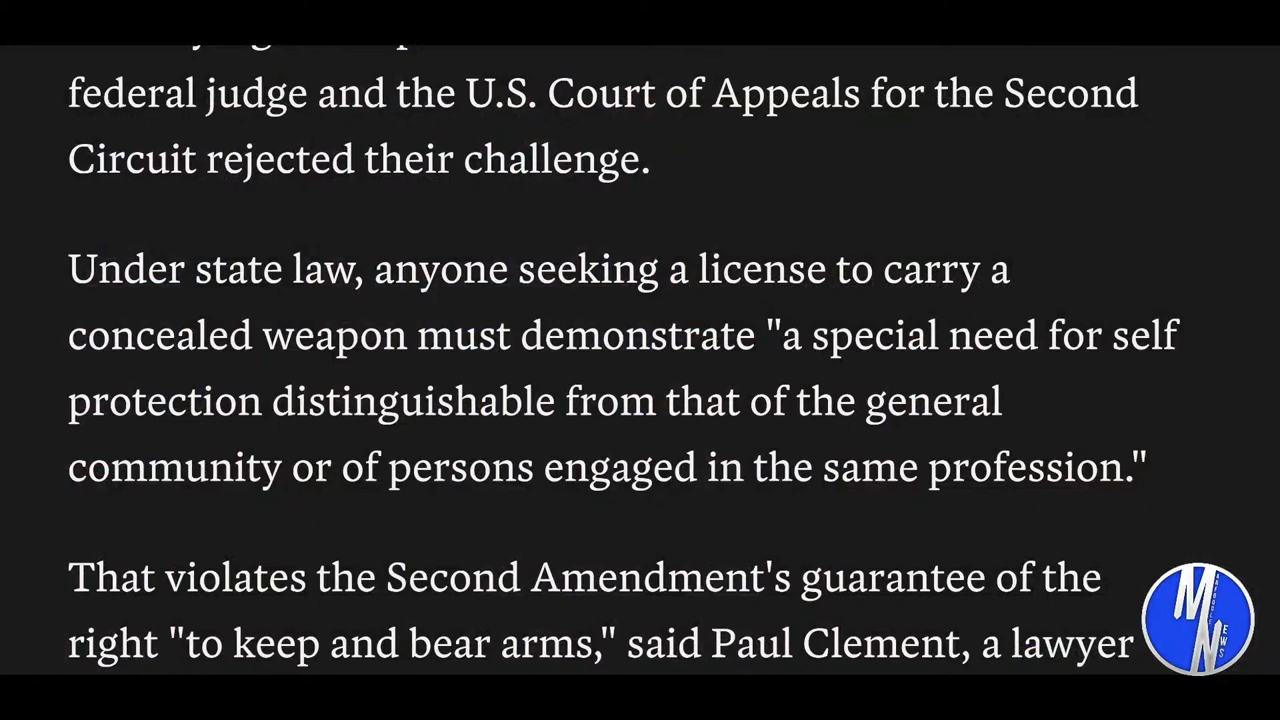 federal judge and the U.S. Court of Appeals for the Second
Circuit rejected their challenge.
Under state law, anyone seeking a license to carry a
concealed weapon must demonstrate "a special need for self
protection distinguishable from that of the general
community or of persons engaged in the same profession."
That violates the Second Amendment's guarantee of the
right "to keep and bear arms," said Paul Clement, a lawyer
MN